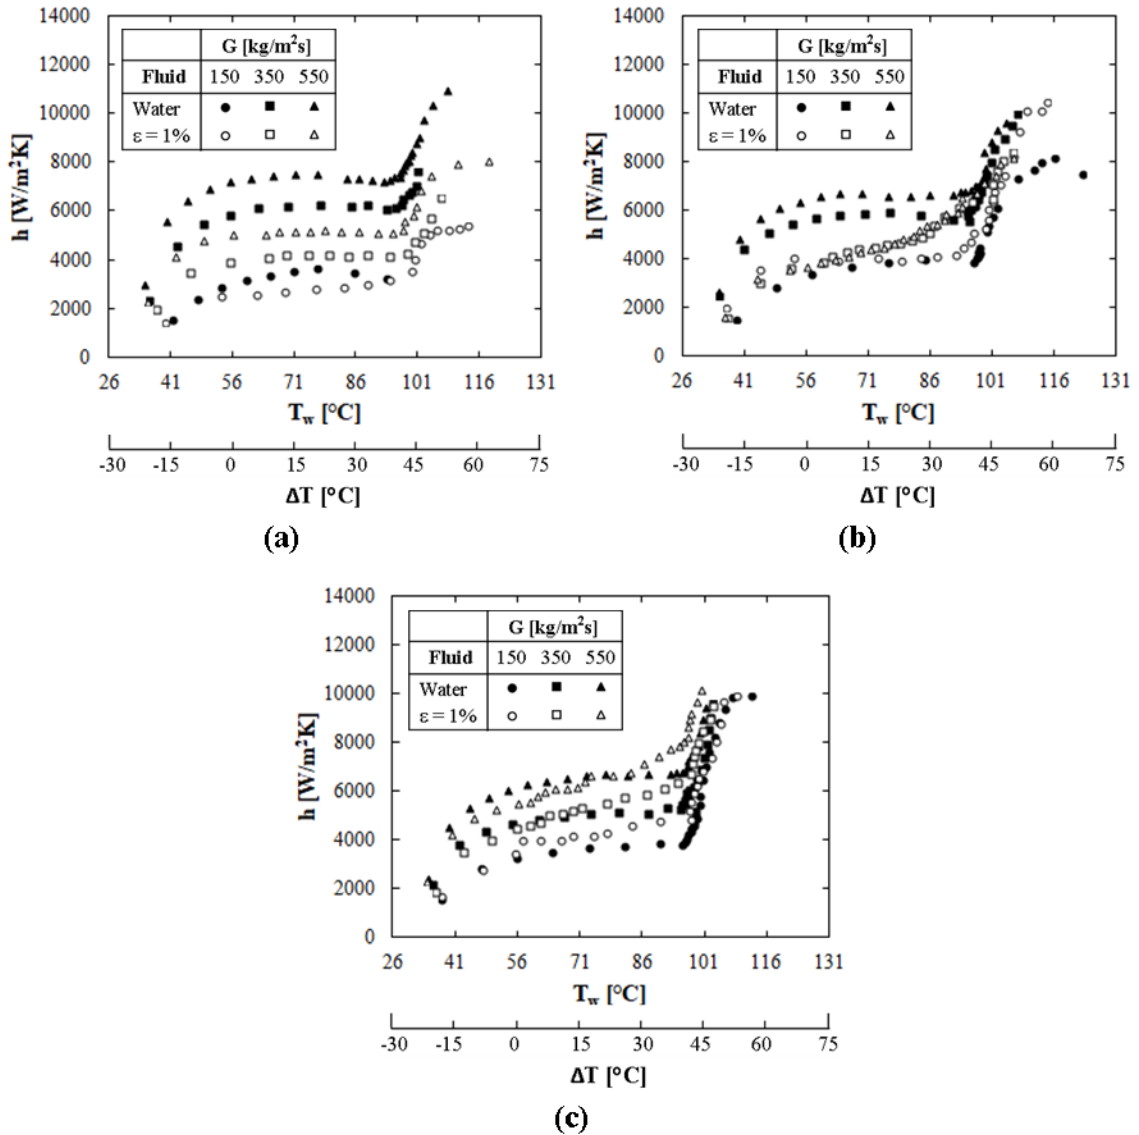 14000
12000
10000
8000
6000
4000
2000
0
h [W/m²K]
G [kg/m²s]
Fluid 150 350 550
Water
ε = 1%
26 41 56 71 86 101 116 131
T_w [°C]
-30 -15 0 15 30 45 60 75
ΔT [°C]
(a)
14000
12000
10000
8000
6000
4000
2000
0
h [W/m²K]
G [kg/m²s]
Fluid 150 350 550
Water
ε = 1%
26 41 56 71 86 101 116 131
T_w [°C]
-30 -15 0 15 30 45 60 75
ΔT [°C]
(b)
14000
12000
10000
8000
6000
4000
2000
0
h [W/m²K]
G [kg/m²s]
Fluid 150 350 550
Water
ε = 1%
26 41 56 71 86 101 116 131
T_w [°C]
-30 -15 0 15 30 45 60 75
ΔT [°C]
(c)